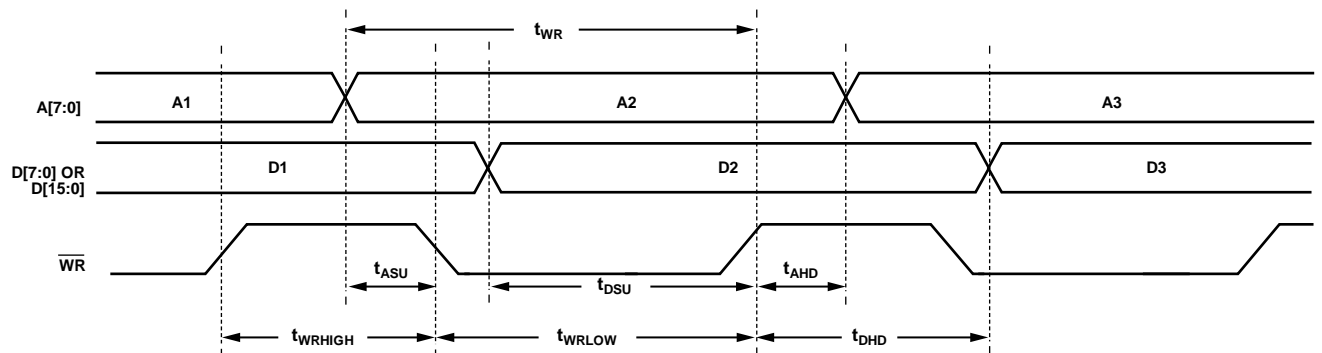 tWR
A[7:0]
A1
A2
A3
D[7:0] OR
D[15:0]
D1
D2
D3
WR
tASU
tDSU
tAHD
tWRHIGH
tWRLOW
tDHD